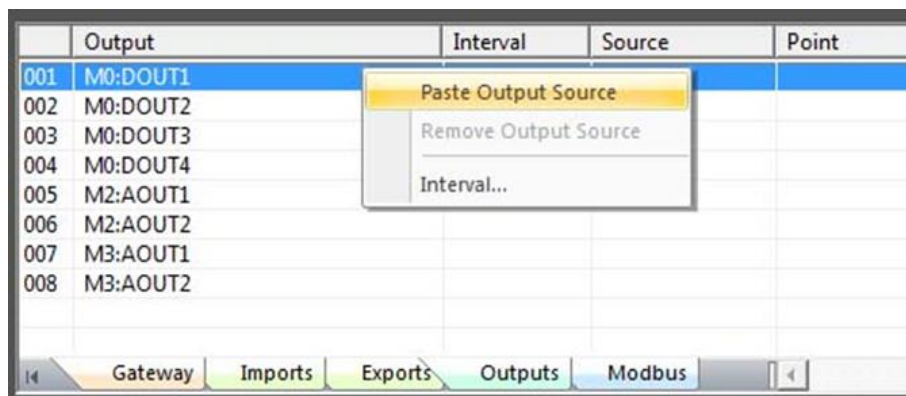 Output Interval Source Point
001 M0:DOUT1
002 M0:DOUT2
003 M0:DOUT3
004 M0:DOUT4
005 M2:AOUT1
006 M2:AOUT2
007 M3:AOUT1
008 M3:AOUT2
Paste Output Source
Remove Output Source
Interval...
Gateway Imports Exports Outputs Modbus